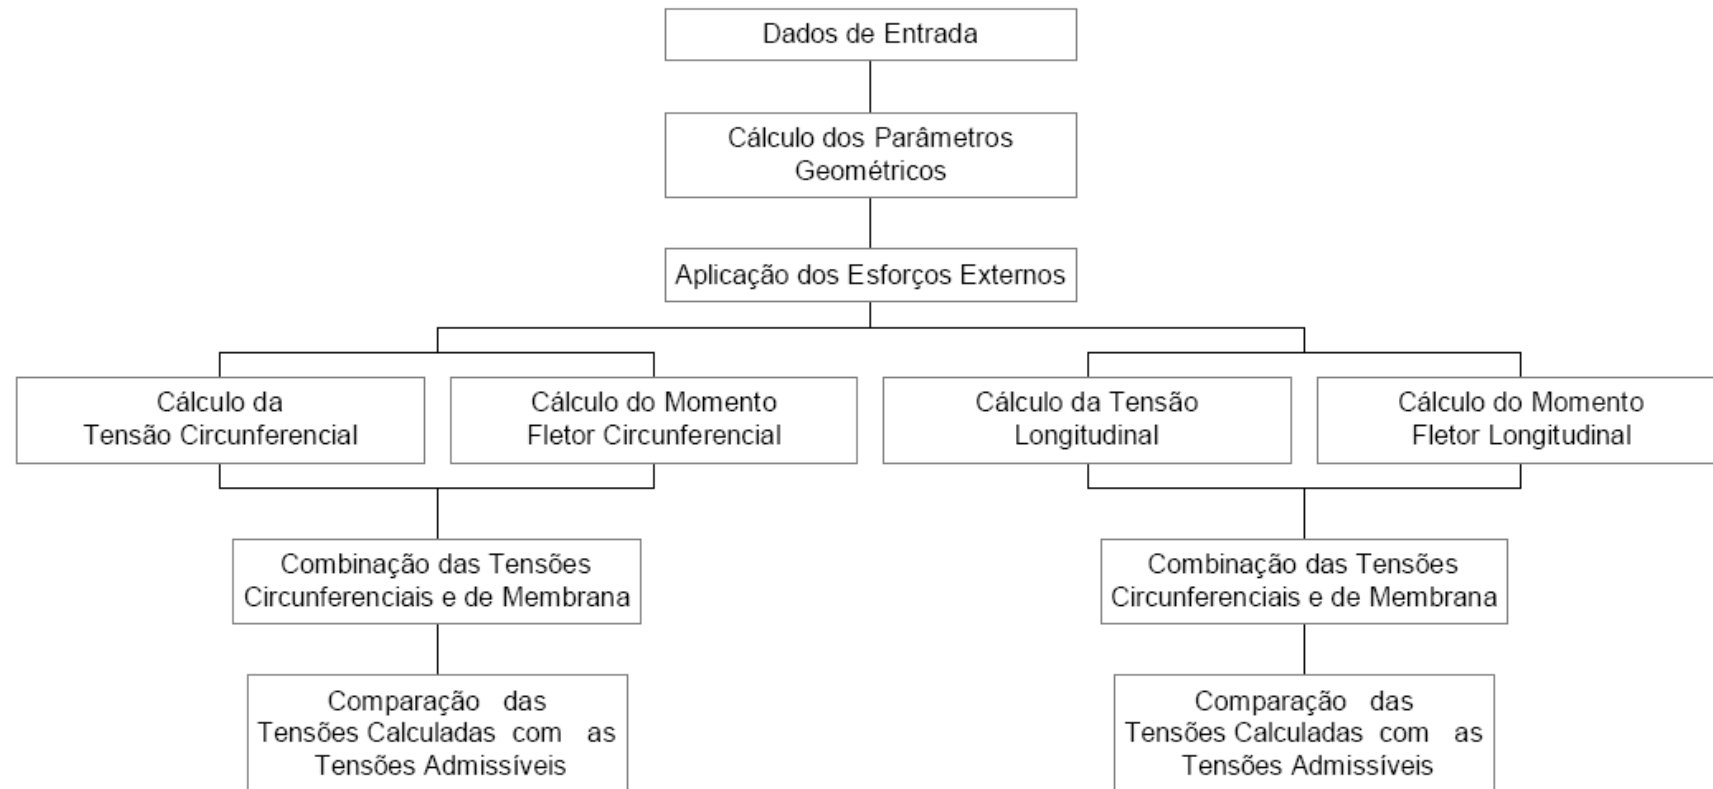 Dados de Entrada
Cálculo dos Parâmetros
Geométricos
Aplicação dos Esforços Externos
Cálculo da
Tensão Circunferencial
Cálculo do Momento
Fletor Circunferencial
Cálculo da Tensão
Longitudinal
Cálculo do Momento
Fletor Longitudinal
Combinação das Tensões
Circunferenciais e de Membrana
Combinação das Tensões
Circunferenciais e de Membrana
Comparação das
Tensões Calculadas com as
Tensões Admissíveis
Comparação das
Tensões Calculadas com as
Tensões Admissíveis